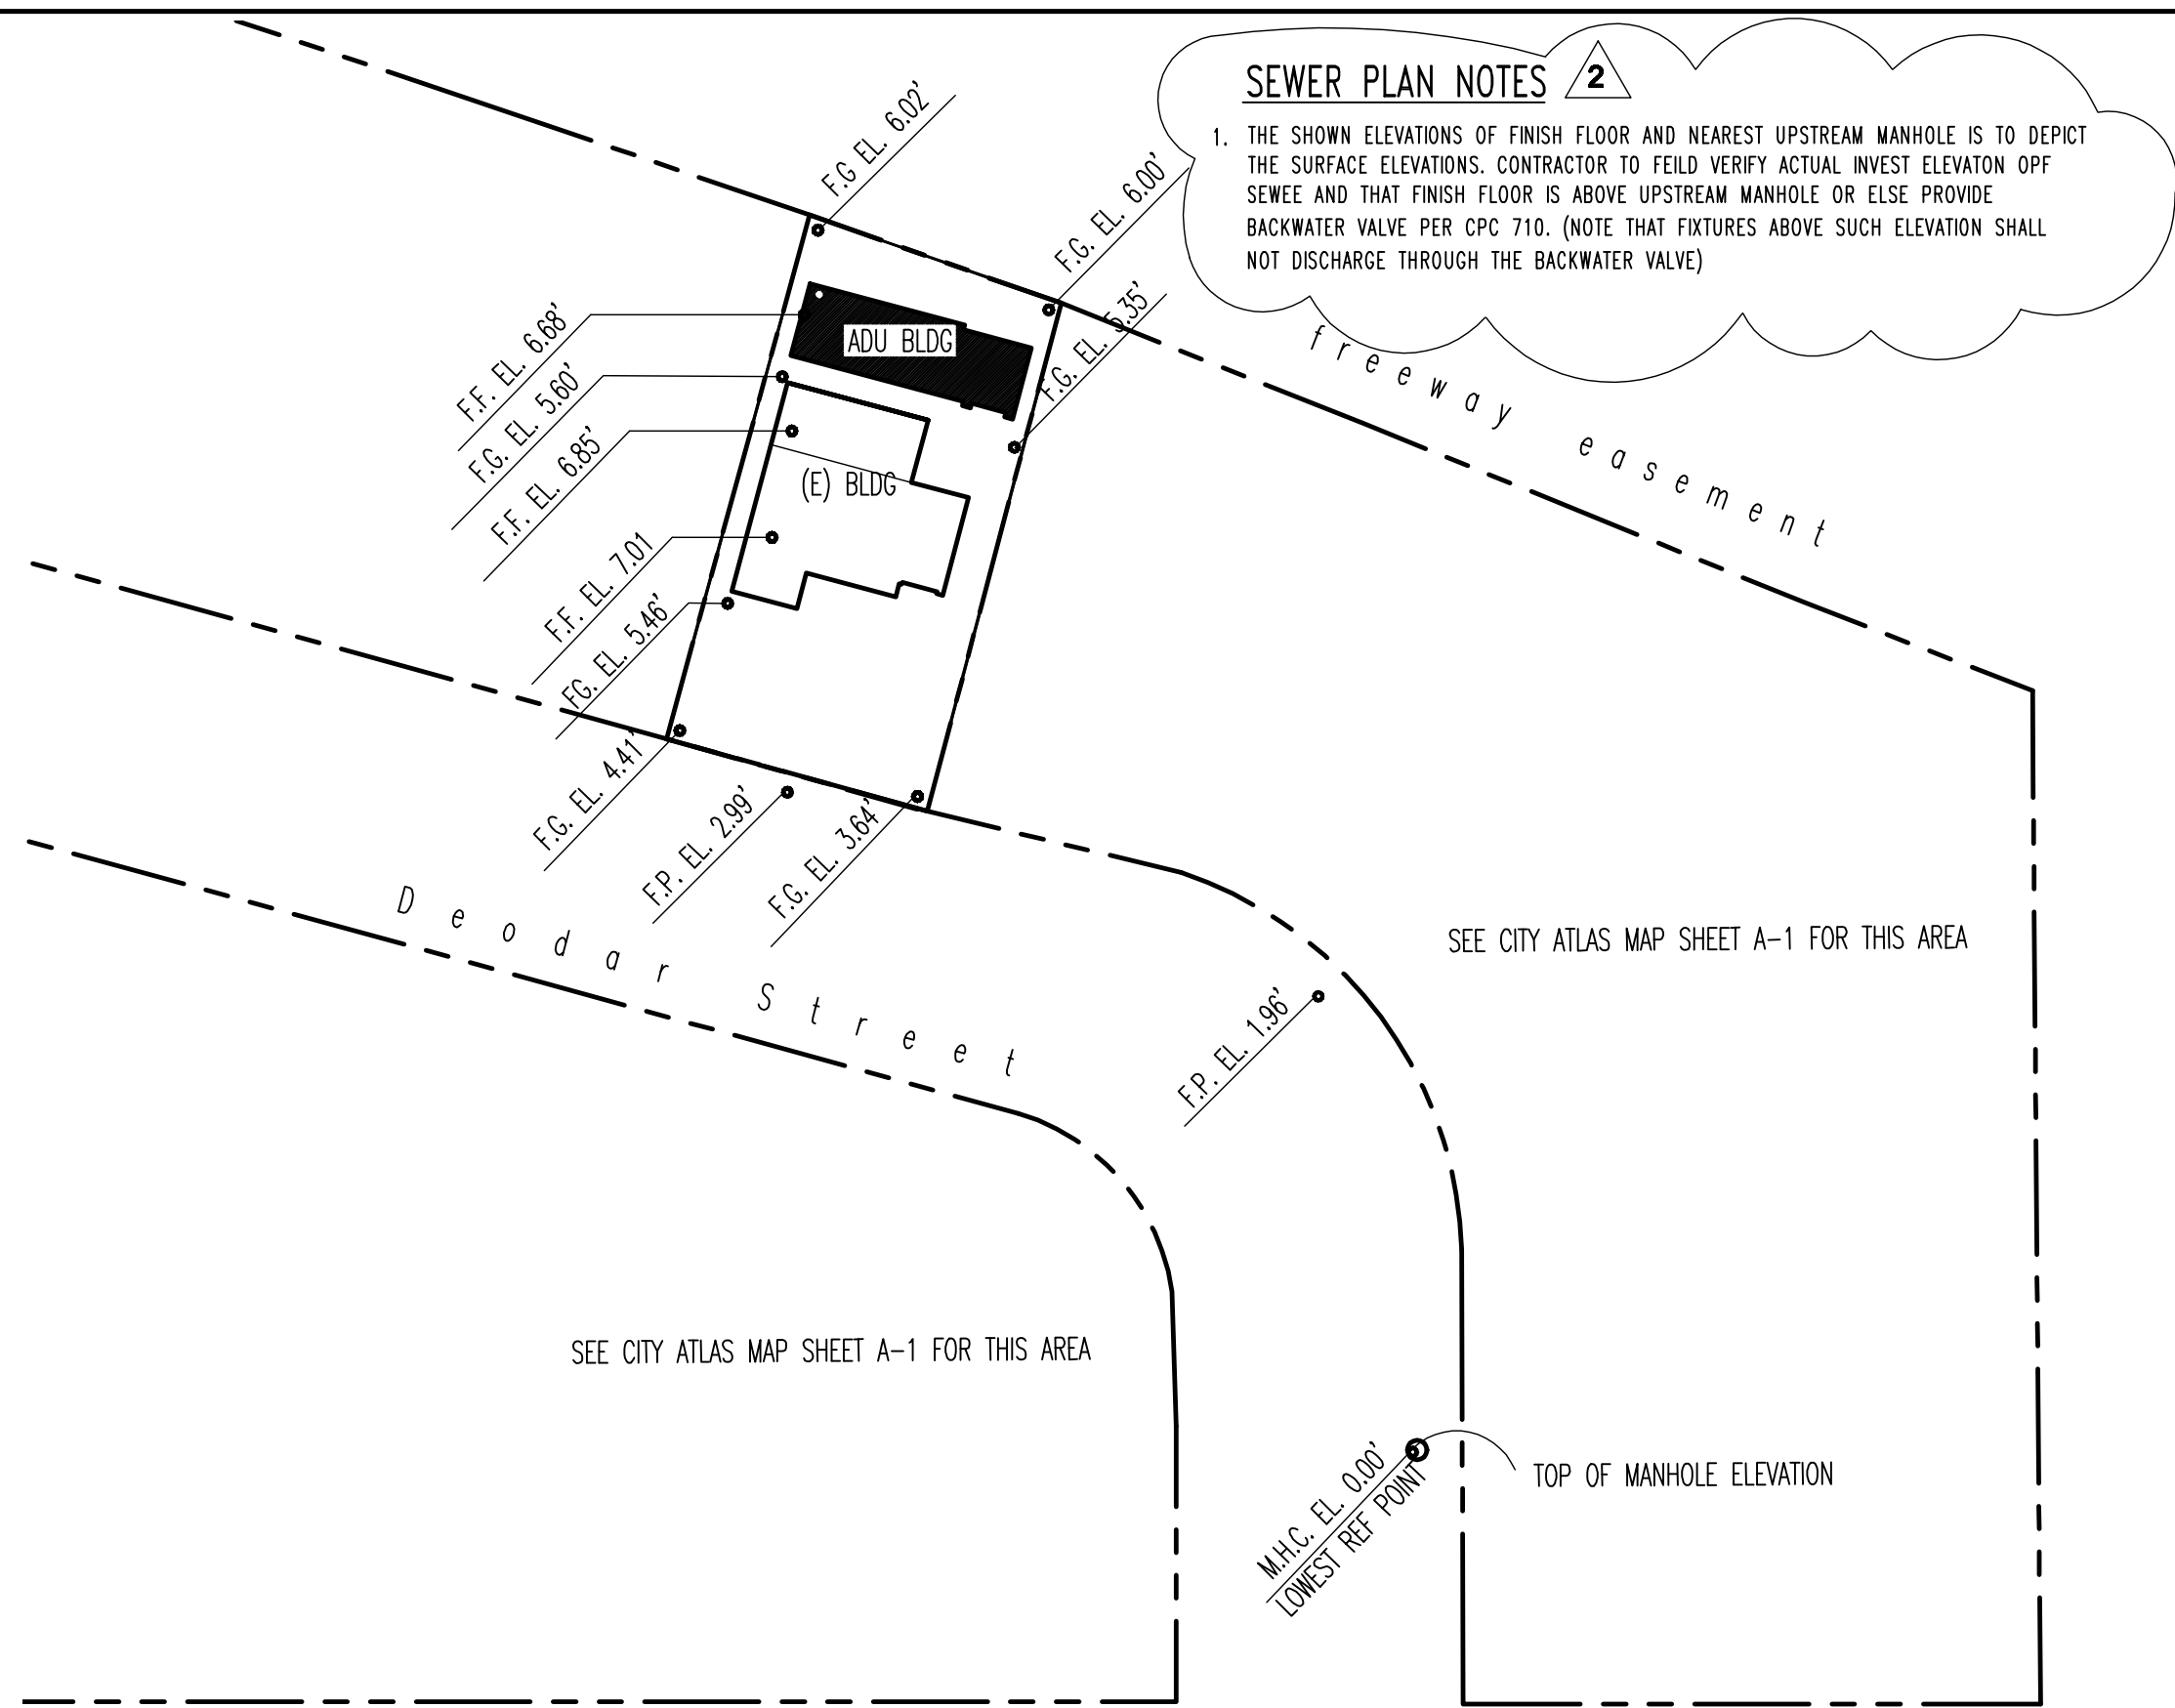 SEWER PLAN NOTES 2
1. THE SHOWN ELEVATIONS OF FINISH FLOOR AND NEAREST UPSTREAM MANHOLE IS TO DEPICT
THE SURFACE ELEVATIONS. CONTRACTOR TO FEILD VERIFY ACTUAL INVEST ELEVATON OPF
SEWEE AND THAT FINISH FLOOR IS ABOVE UPSTREAM MANHOLE OR ELSE PROVIDE
BACKWATER VALVE PER CPC 710. (NOTE THAT FIXTURES ABOVE SUCH ELEVATION SHALL
NOT DISCHARGE THROUGH THE BACKWATER VALVE)
F.G EL. 6.02'
F.G. EL. 6.00'
F.G. EL. 5.35'
ADU BLDG
F.F. EL. 6.68'
F.G. EL. 5.60'
F.F. EL. 6.85'
(E) BLDG
F.F. EL. 7.01
FG. EL. 5.46'
F.G. EL. 4.41'
F.P. EL. 2.99'
F.G. EL. 3.64'
freeway easement
Deodar Street
SEE CITY ATLAS MAP SHEET A-1 FOR THIS AREA
F.P. EL. 1.96'
SEE CITY ATLAS MAP SHEET A-1 FOR THIS AREA
M.H.C. EL. 0.00'
LOWEST REF POINT
TOP OF MANHOLE ELEVATION